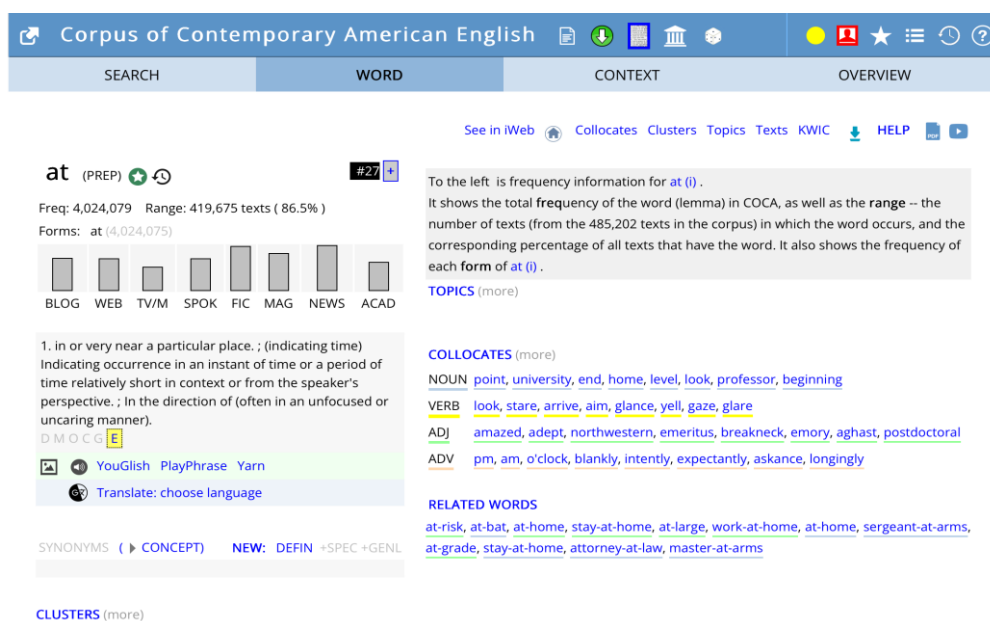 Corpus of Contemporary American English
SEARCH WORD CONTEXT OVERVIEW
See in iWeb Collocates Clusters Topics Texts KWIC HELP PDF
at (PREP) #27 +
Freq: 4,024,079 Range: 419,675 texts ( 86.5% )
Forms: at (4,024,075)
BLOG WEB TV/M SPOK FIC MAG NEWS ACAD
1. in or very near a particular place. ; (indicating time)
Indicating occurrence in an instant of time or a period of
time relatively short in context or from the speaker's
perspective. ; In the direction of (often in an unfocused or
uncaring manner).
D M O C G E
YouGlish PlayPhrase Yarn
Translate: choose language
SYNONYMS ( CONCEPT) NEW: DEFIN +SPEC +GENL
CLUSTERS (more)
To the left is frequency information for at (i) .
It shows the total frequency of the word (lemma) in COCA, as well as the range -- the
number of texts (from the 485,202 texts in the corpus) in which the word occurs, and the
corresponding percentage of all texts that have the word. It also shows the frequency of
each form of at (i) .
TOPICS (more)
COLLOCATES (more)
NOUN point, university, end, home, level, look, professor, beginning
VERB look, stare, arrive, aim, glance, yell, gaze, glare
ADJ amazed, adept, northwestern, emeritus, breakneck, emory, aghast, postdoctoral
ADV pm, am, o'clock, blankly, intently, expectantly, askance, longingly
RELATED WORDS
at-risk, at-bat, at-home, stay-at-home, at-large, work-at-home, at-home, sergeant-at-arms,
at-grade, stay-at-home, attorney-at-law, master-at-arms